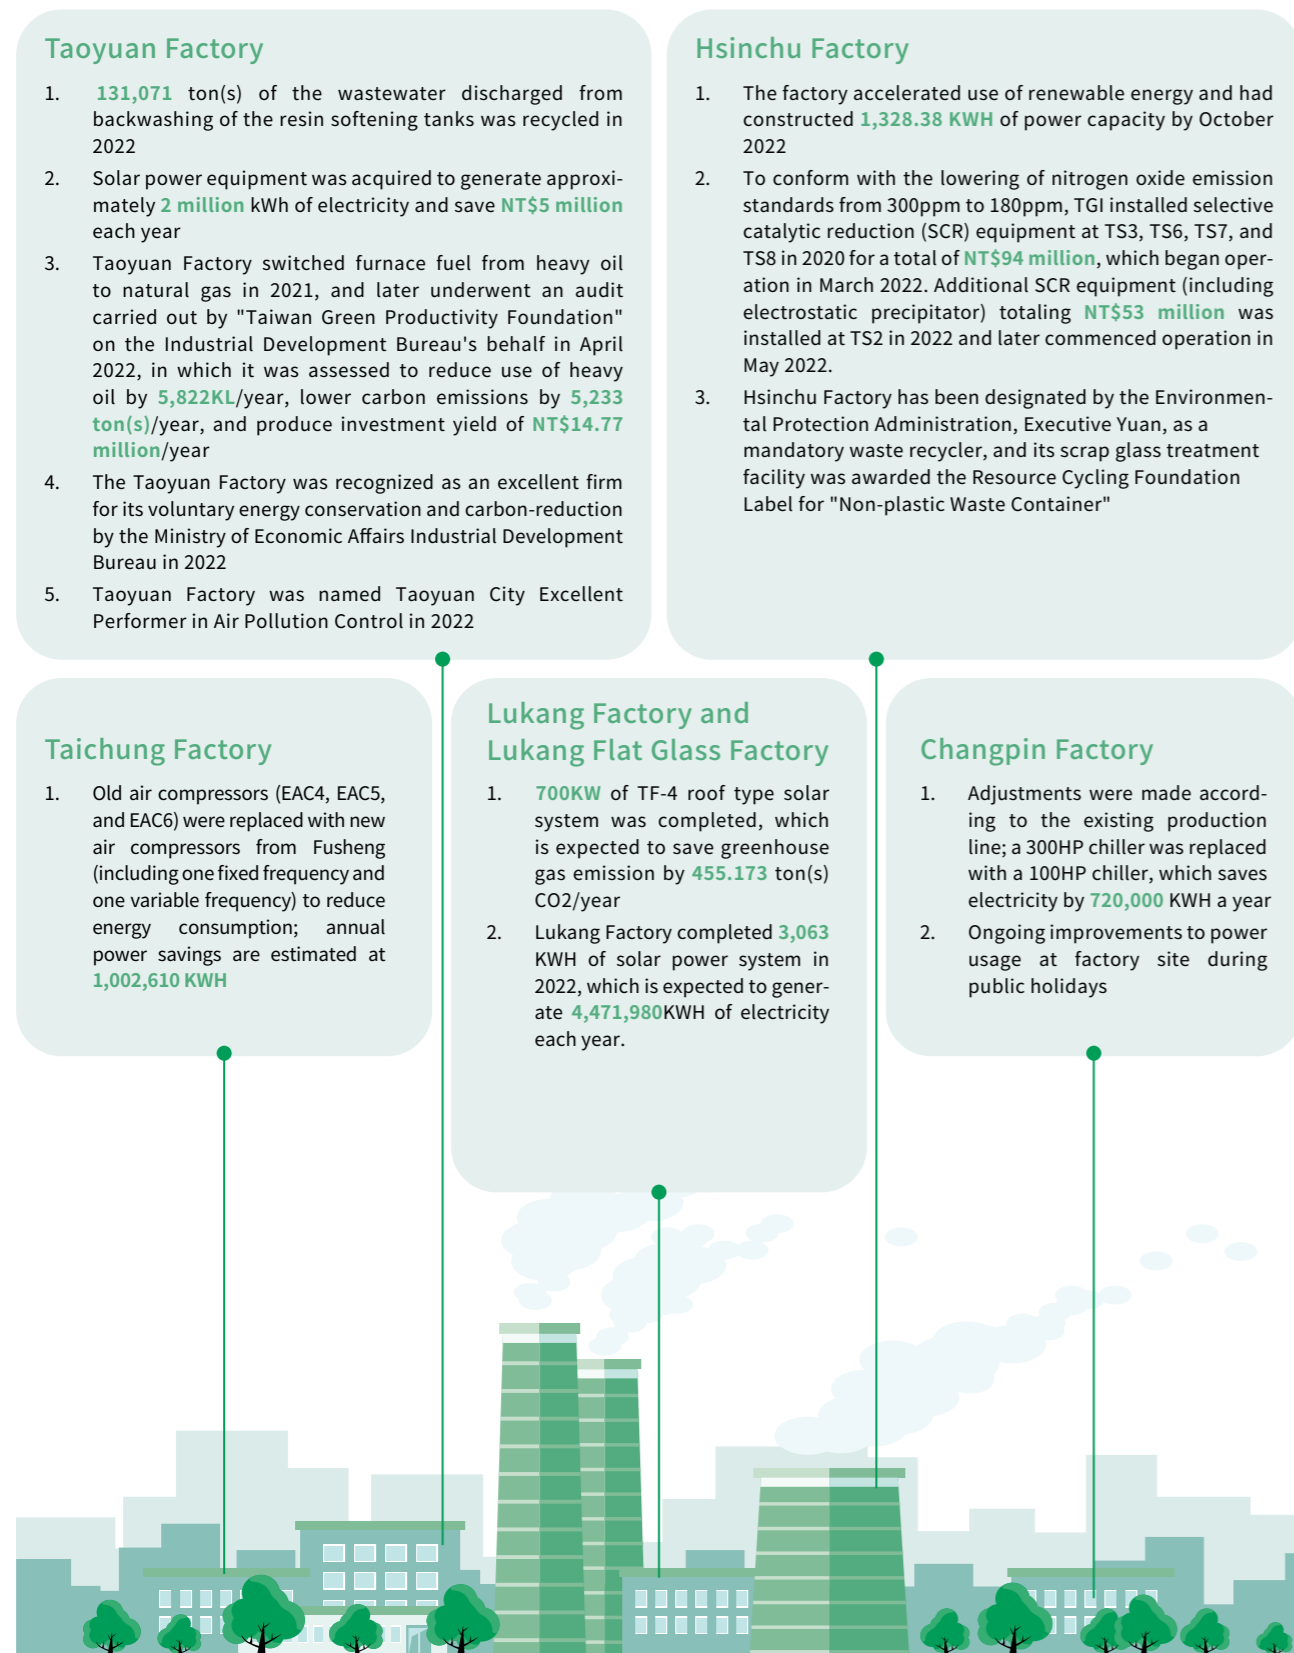 Taoyuan Factory
1. 131,071 ton(s) of the wastewater discharged from
backwashing of the resin softening tanks was recycled in
2022
2. Solar power equipment was acquired to generate approxi-
mately 2 million kWh of electricity and save NT$5 million
each year
3. Taoyuan Factory switched furnace fuel from heavy oil
to natural gas in 2021, and later underwent an audit
carried out by "Taiwan Green Productivity Foundation"
on the Industrial Development Bureau's behalf in April
2022, in which it was assessed to reduce use of heavy
oil by 5,822KL/year, lower carbon emissions by 5,233
ton(s)/year, and produce investment yield of NT$14.77
million/year
4. The Taoyuan Factory was recognized as an excellent firm
for its voluntary energy conservation and carbon-reduction
by the Ministry of Economic Affairs Industrial Development
Bureau in 2022
5. Taoyuan Factory was named Taoyuan City Excellent
Performer in Air Pollution Control in 2022
Hsinchu Factory
1. The factory accelerated use of renewable energy and had
constructed 1,328.38 KWH of power capacity by October
2022
2. To conform with the lowering of nitrogen oxide emission
standards from 300ppm to 180ppm, TGI installed selective
catalytic reduction (SCR) equipment at TS3, TS6, TS7, and
TS8 in 2020 for a total of NT$94 million, which began oper-
ation in March 2022. Additional SCR equipment (including
electrostatic precipitator) totaling NT$53 million was
installed at TS2 in 2022 and later commenced operation in
May 2022.
3. Hsinchu Factory has been designated by the Environmen-
tal Protection Administration, Executive Yuan, as a
mandatory waste recycler, and its scrap glass treatment
facility was awarded the Resource Cycling Foundation
Label for "Non-plastic Waste Container"
Taichung Factory
1. Old air compressors (EAC4, EAC5,
and EAC6) were replaced with new
air compressors from Fusheng
(including one fixed frequency and
one variable frequency) to reduce
energy consumption; annual
power savings are estimated at
1,002,610 KWH
Lukang Factory and
Lukang Flat Glass Factory
1. 700KW of TF-4 roof type solar
system was completed, which
is expected to save greenhouse
gas emission by 455.173 ton(s)
CO2/year
2. Lukang Factory completed 3,063
KWH of solar power system in
2022, which is expected to gener-
ate 4,471,980KWH of electricity
each year.
Changpin Factory
1. Adjustments were made accord-
ing to the existing production
line; a 300HP chiller was replaced
with a 100HP chiller, which saves
electricity by 720,000 KWH a year
2. Ongoing improvements to power
usage at factory site during
public holidays